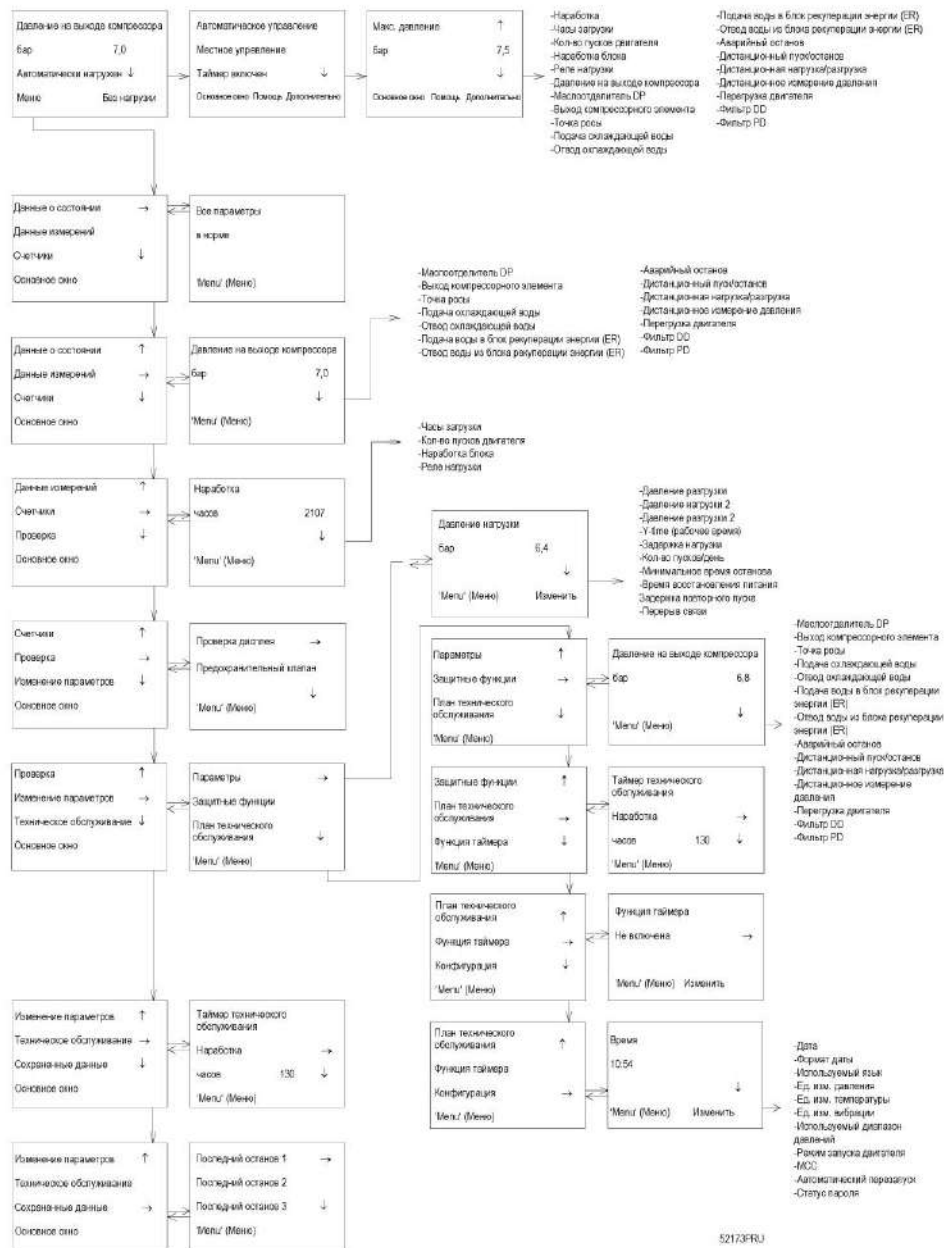 Давление на выходе компрессора
бар 7,0
Автоматически нагружен ↓
Меню Без нагрузки
Автоматическое управление
Местное управление
Таймер включен ↓
Основное окно Помощь Дополнительно
Макс. давление ↑
бар 7,5
↓
Основное окно Помощь Дополнительно
-Наработка
-Часы загрузки
-Кол-во пусков двигателя
-Наработка блока
-Реле нагрузки
-Давление на выходе компрессора
-Маслоотделитель DP
-Выход компрессорного элемента
-Точка росы
-Подача охлаждающей воды
-Отвод охлаждающей воды
-Подача воды в блок рекуперации энергии (ER)
-Отвод воды из блока рекуперации энергии (ER)
-Аварийный останов
-Дистанционный пуск/останов
-Дистанционная нагрузка/разгрузка
-Дистанционное измерение давления
-Перегрузка двигателя
-Фильтр DD
-Фильтр PD
Данные о состоянии →
Данные измерений
Счетчики ↓
Основное окно
Все параметры
в норме
'Menu' (Меню)
Данные о состоянии ↑
Данные измерений →
Счетчики ↓
Основное окно
Давление на выходе компрессора
бар 7,0
↓
'Menu' (Меню)
-Маслоотделитель DP
-Выход компрессорного элемента
-Точка росы
-Подача охлаждающей воды
-Отвод охлаждающей воды
-Подача воды в блок рекуперации энергии (ER)
-Отвод воды из блока рекуперации энергии (ER)
-Аварийный останов
-Дистанционный пуск/останов
-Дистанционная нагрузка/разгрузка
-Дистанционное измерение давления
-Перегрузка двигателя
-Фильтр DD
-Фильтр PD
Данные измерений ↑
Счетчики →
Проверка ↓
Основное окно
Наработка
часов 2107
↓
'Menu' (Меню)
-Часы загрузки
-Кол-во пусков двигателя
-Наработка блока
-Реле нагрузки
Давление нагрузки
бар 6,4
↓
'Menu' (Меню) Изменить
-Давление разгрузки
-Давление нагрузки 2
-Давление разгрузки 2
-Y-time (рабочее время)
-Задержка нагрузки
-Кол-во пусков/день
-Минимальное время останова
-Время восстановления питания
Задержка повторного пуска
-Перерыв связи
Счетчики ↑
Проверка →
Изменение параметров ↓
Основное окно
Проверка дисплея →
Предохранительный клапан
↓
'Menu' (Меню)
Параметры ↑
Защитные функции →
План технического
обслуживания ↓
'Menu' (Меню)
Давление на выходе компрессора
бар 6,8
↓
'Menu' (Меню)
-Маслоотделитель DP
-Выход компрессорного элемента
-Точка росы
-Подача охлаждающей воды
-Отвод охлаждающей воды
-Подача воды в блок рекуперации
энергии (ER)
-Отвод воды из блока рекуперации
энергии (ER)
-Аварийный останов
-Дистанционный пуск/останов
-Дистанционная нагрузка/разгрузка
-Дистанционное измерение
давления
-Перегрузка двигателя
-Фильтр DD
-Фильтр PD
Проверка ↑
Изменение параметров →
Техническое обслуживание ↓
Основное окно
Параметры →
Защитные функции
План технического
обслуживания ↓
'Menu' (Меню)
Защитные функции ↑
План технического
обслуживания →
Функция таймера ↓
'Menu' (Меню)
Таймер технического
обслуживания
Наработка →
часов 130 ↓
'Menu' (Меню)
План технического
обслуживания ↑
Функция таймера →
Конфигурация ↓
'Menu' (Меню)
Функция таймера
Не включена →
'Menu' (Меню) Изменить
Изменение параметров ↑
Техническое обслуживание →
Сохраненные данные ↓
Основное окно
Таймер технического
обслуживания
Наработка →
часов 130 ↓
'Menu' (Меню)
План технического
обслуживания ↑
Функция таймера
Конфигурация →
'Menu' (Меню)
Время
10:54
↓
'Menu' (Меню) Изменить
-Дата
-Формат даты
-Используемый язык
-Ед. изм. давления
-Ед. изм. температуры
-Ед. изм. вибрации
-Используемый диапазон
давлений
-Режим запуска двигателя
-МСС
-Автоматический перезапуск
-Статус пароля
Изменение параметров ↑
Техническое обслуживание
Сохраненные данные →
Основное окно
Последний останов 1 →
Последний останов 2
Последний останов 3 ↓
'Menu' (Меню)
52173FRU